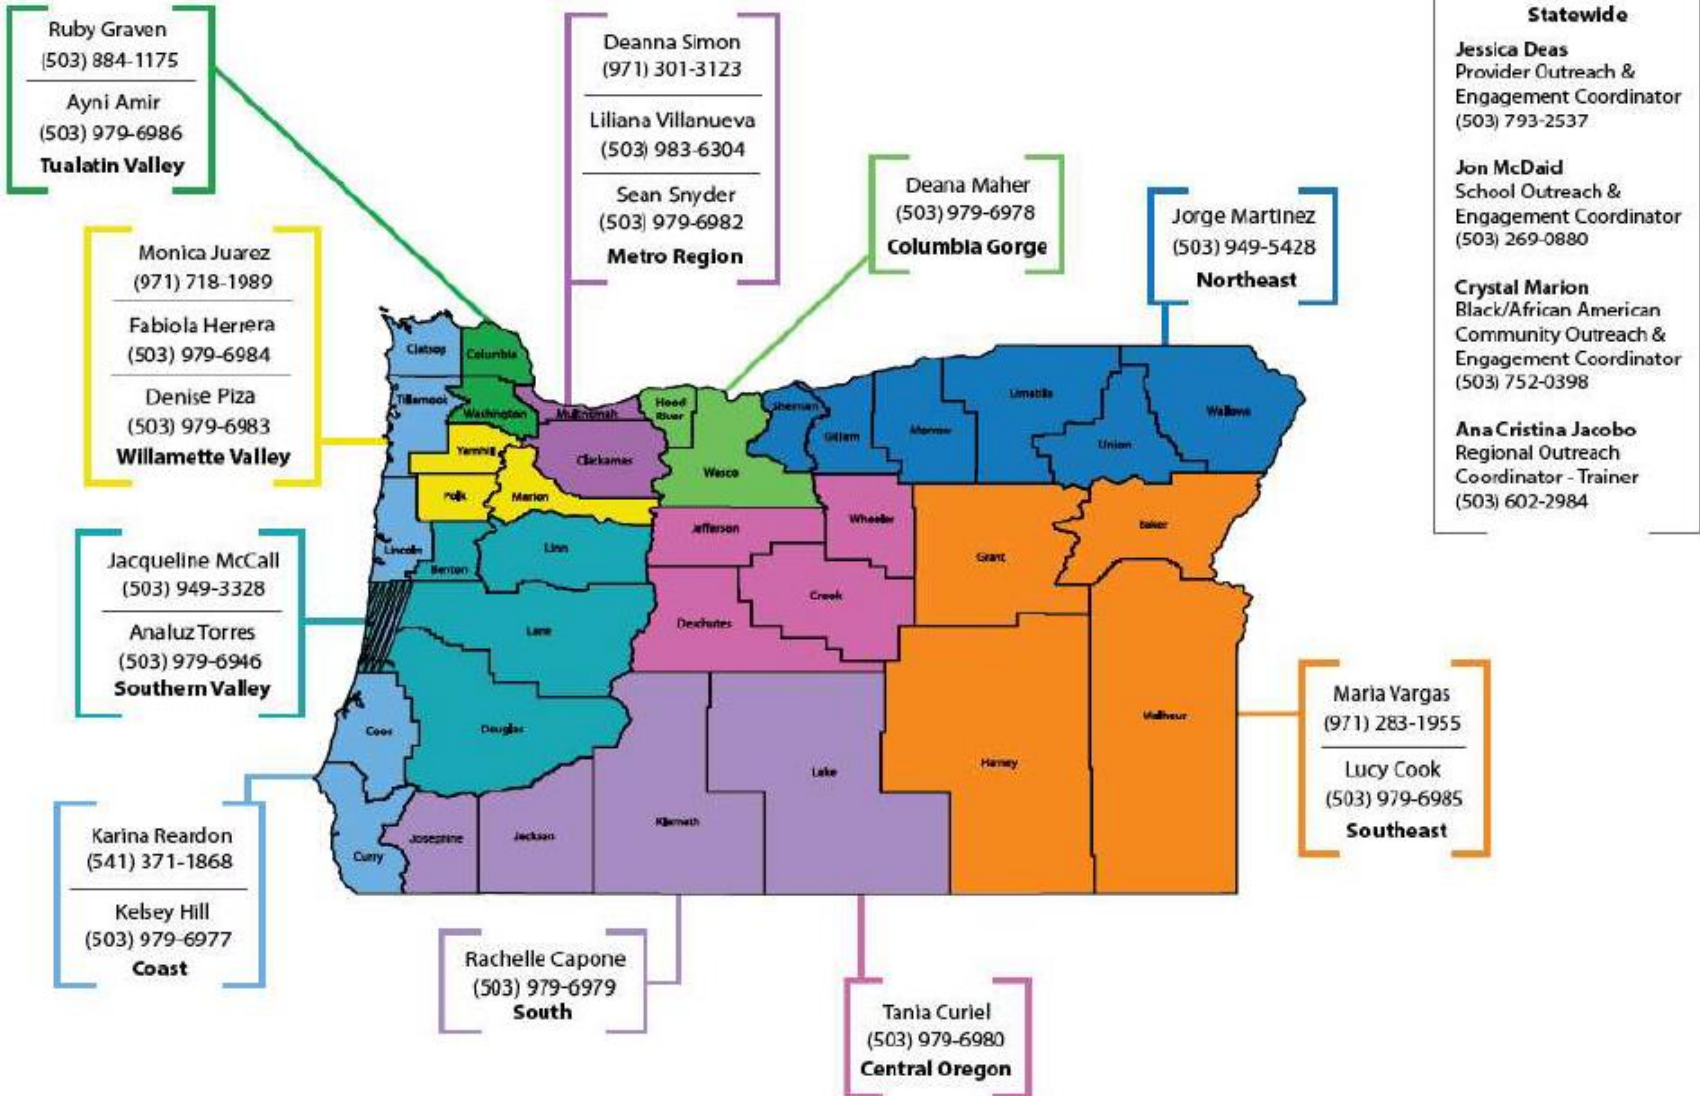 Ruby Graven
(503) 884-1175
Ayni Amir
(503) 979-6986
Tualatin Valley
Deanna Simon
(971) 301-3123
Liliana Villanueva
(503) 983-6304
Sean Snyder
(503) 979-6982
Metro Region
Deana Maher
(503) 979-6978
Columbia Gorge
Jorge Martinez
(503) 949-5428
Northeast
Statewide
Jessica Deas
Provider Outreach &
Engagement Coordinator
(503) 793-2537
Jon McDaid
School Outreach &
Engagement Coordinator
(503) 269-0880
Crystal Marion
Black/African American
Community Outreach &
Engagement Coordinator
(503) 752-0398
Ana Cristina Jacobo
Regional Outreach
Coordinator - Trainer
(503) 602-2984
Monica Juarez
(971) 718-1989
Fabiola Herrera
(503) 979-6984
Denise Piza
(503) 979-6983
Willamette Valley
Jacqueline McCall
(503) 949-3328
Analuz Torres
(503) 979-6946
Southern Valley
Karina Reardon
(541) 371-1868
Kelsey Hill
(503) 979-6977
Coast
Rachelle Capone
(503) 979-6979
South
Tania Curiel
(503) 979-6980
Central Oregon
Maria Vargas
(971) 283-1955
Lucy Cook
(503) 979-6985
Southeast
Clatsop
Columbia
Tillamook
Washington
Multnomah
Hood
River
Sherman
Gilliam
Morrow
Umatilla
Union
Wallowa
Yamhill
Clackamas
Wasco
Polk
Marion
Jefferson
Wheeler
Grant
Baker
Lincoln
Benton
Linn
Lane
Deschutes
Crook
Coos
Douglas
Lake
Harney
Malheur
Curry
Josephine
Jackson
Klamath